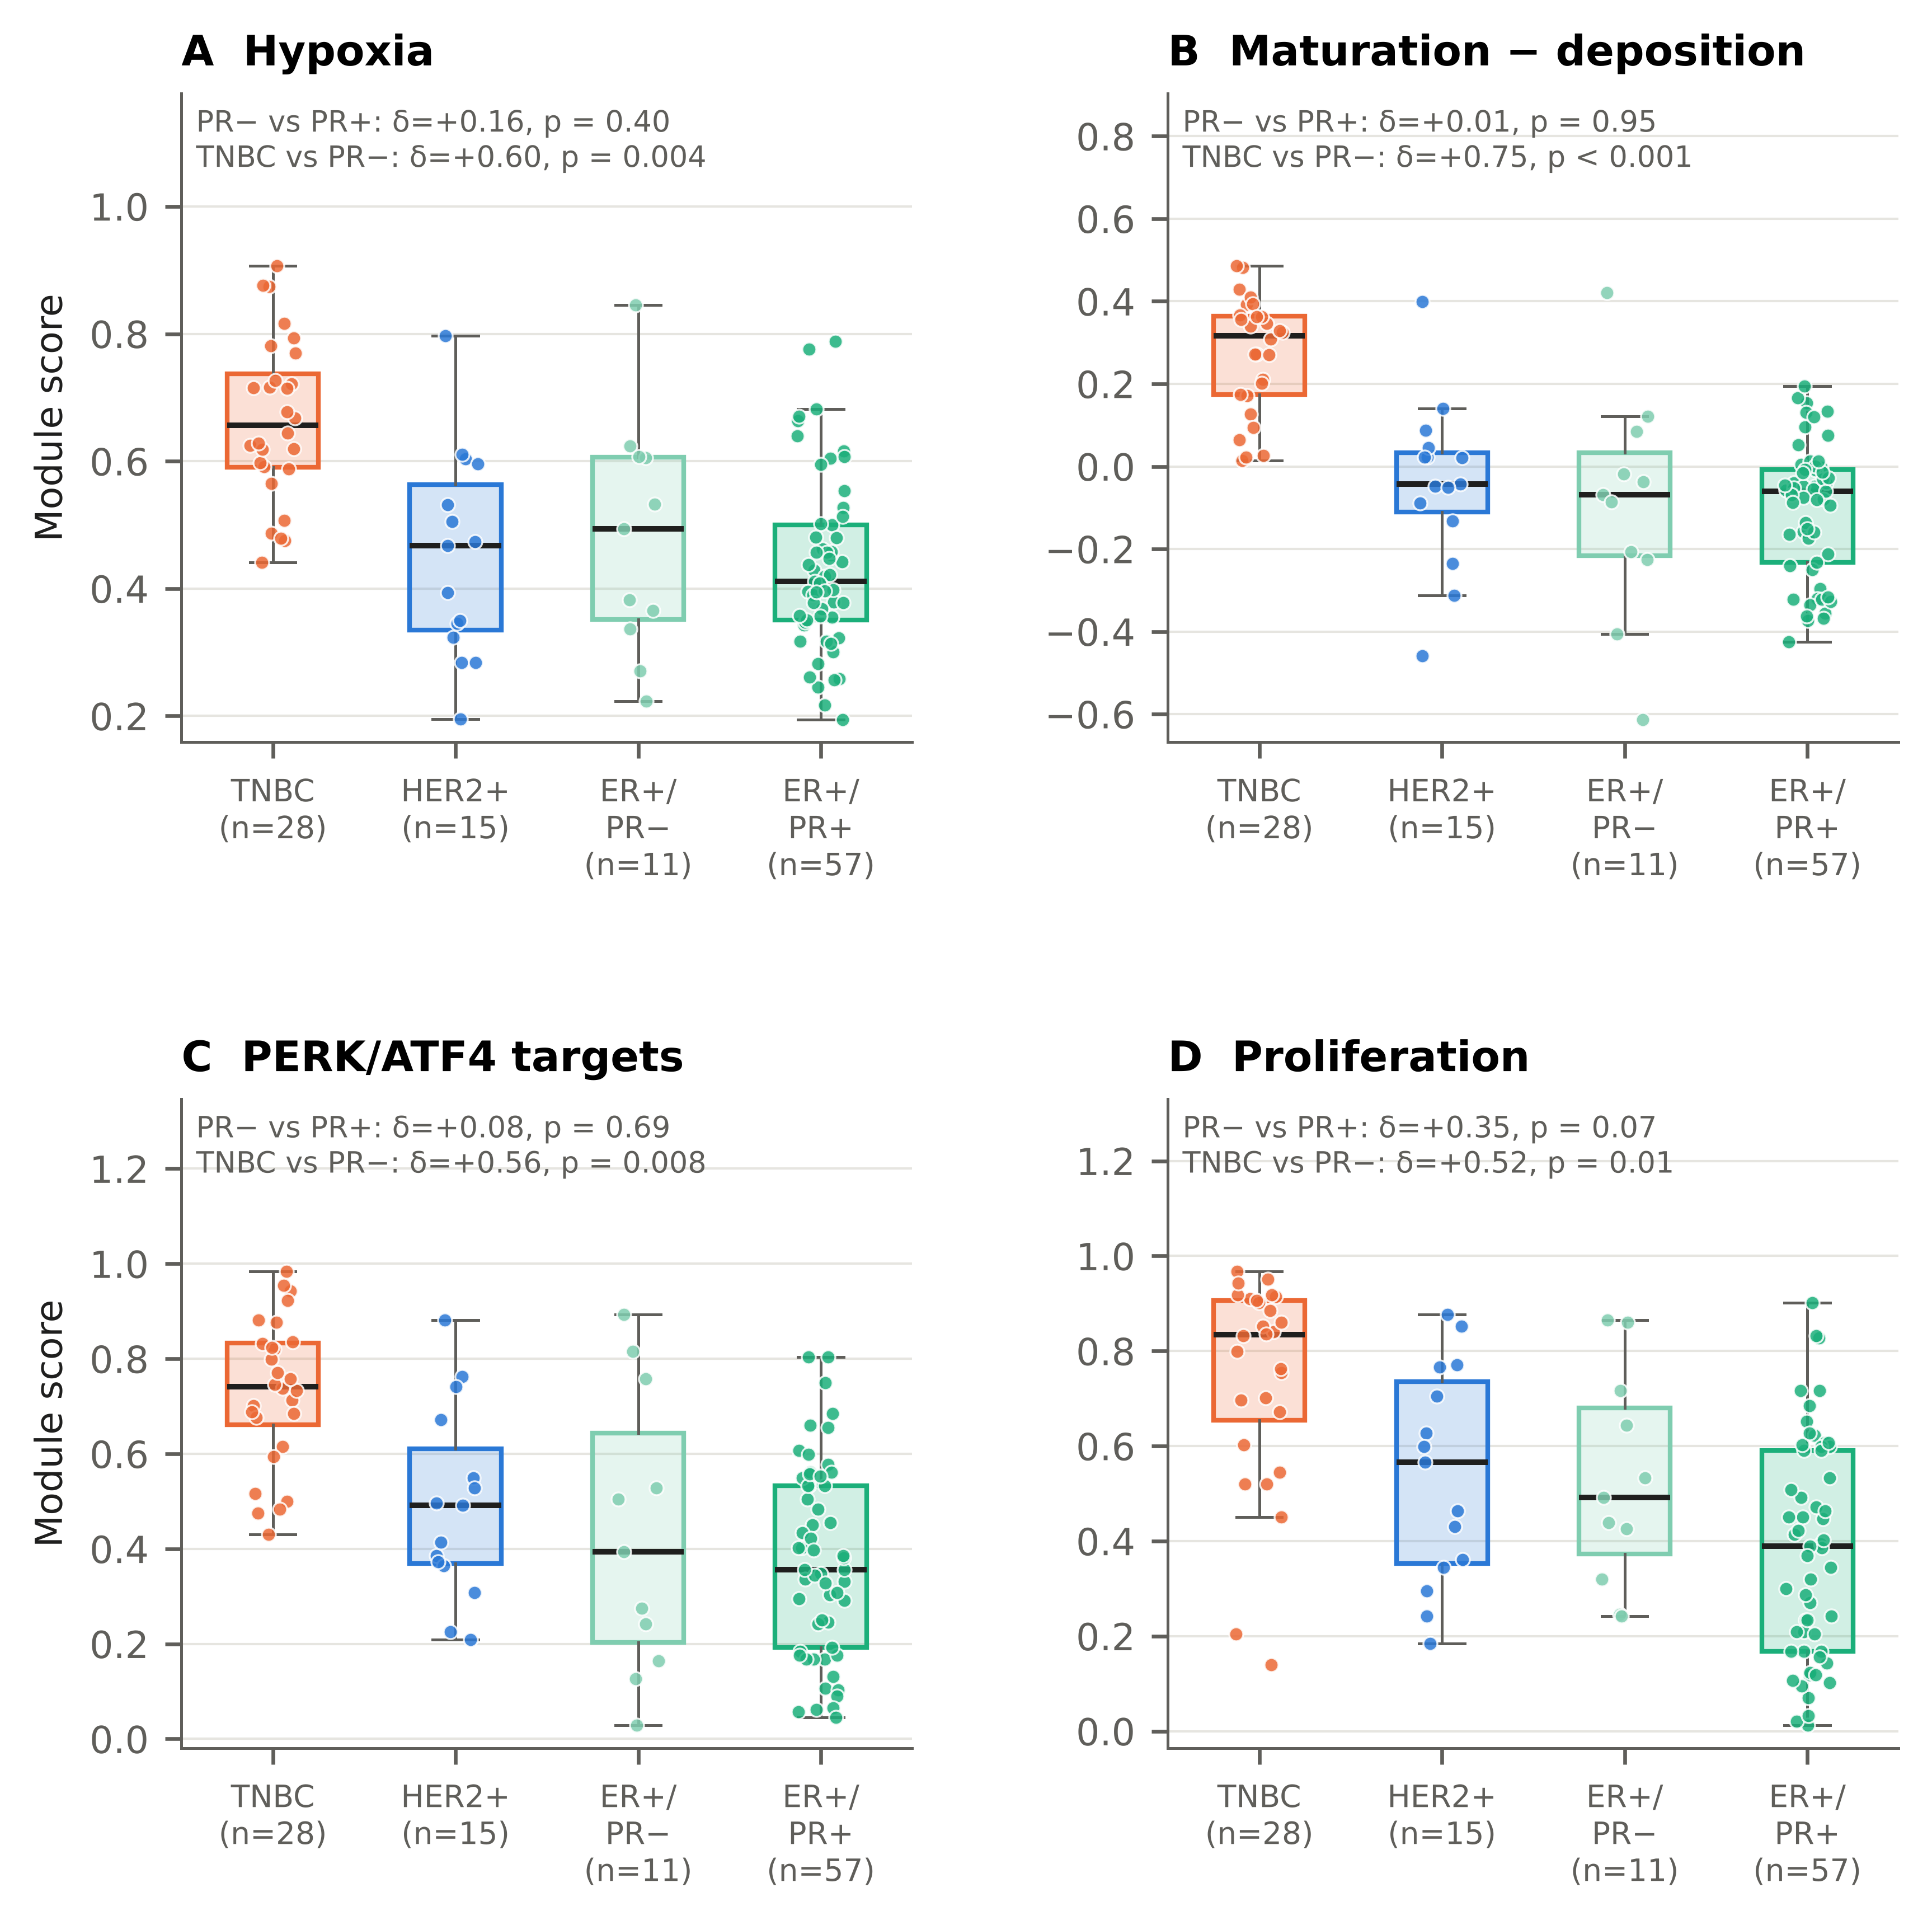 A Hypoxia
PR− vs PR+: δ=+0.16, p = 0.40
TNBC vs PR−: δ=+0.60, p = 0.004
Module score
1.0
0.8
0.6
0.4
0.2
TNBC
(n=28)
HER2+
(n=15)
ER+/
PR−
(n=11)
ER+/
PR+
(n=57)
B Maturation − deposition
PR− vs PR+: δ=+0.01, p = 0.95
TNBC vs PR−: δ=+0.75, p < 0.001
0.8
0.6
0.4
0.2
0.0
−0.2
−0.4
−0.6
TNBC
(n=28)
HER2+
(n=15)
ER+/
PR−
(n=11)
ER+/
PR+
(n=57)
C PERK/ATF4 targets
PR− vs PR+: δ=+0.08, p = 0.69
TNBC vs PR−: δ=+0.56, p = 0.008
Module score
1.2
1.0
0.8
0.6
0.4
0.2
0.0
TNBC
(n=28)
HER2+
(n=15)
ER+/
PR−
(n=11)
ER+/
PR+
(n=57)
D Proliferation
PR− vs PR+: δ=+0.35, p = 0.07
TNBC vs PR−: δ=+0.52, p = 0.01
1.2
1.0
0.8
0.6
0.4
0.2
0.0
TNBC
(n=28)
HER2+
(n=15)
ER+/
PR−
(n=11)
ER+/
PR+
(n=57)